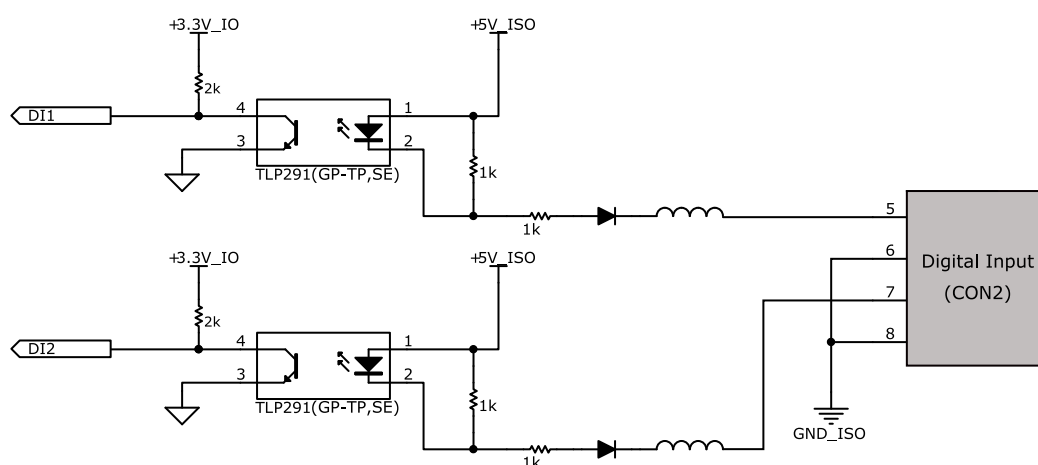 +3.3V_IO
+5V_ISO
2k
DI1
4
1
3
2
TLP291(GP-TP,SE)
1k
1k
5
6
7
8
Digital Input
(CON2)
+3.3V_IO
+5V_ISO
2k
DI2
4
1
3
2
TLP291(GP-TP,SE)
1k
1k
GND_ISO